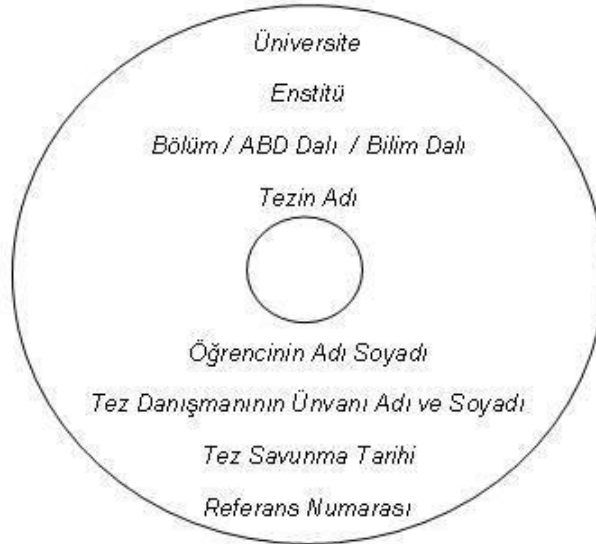 Üniversite
Enstitü
Bölüm / ABD Dalı / Bilim Dalı
Tezin Adı
Öğrencinin Adı Soyadı
Tez Danışmanının Ünvanı Adı ve Soyadı
Tez Savunma Tarihi
Referans Numarası